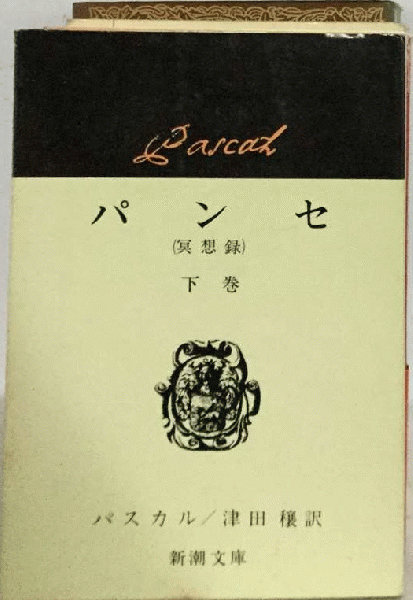 Pascal
パンセ
(冥想録)
下巻
パスカル/津田穣訳
新潮文庫